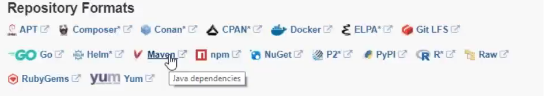 Repository Formats
APT Composer* Conan* CPAN* Docker ELPA* Git LFS
GO Go Helm* Maven npm NuGet P2* PyPI R* Raw
RubyGems yum Yum Java dependencies